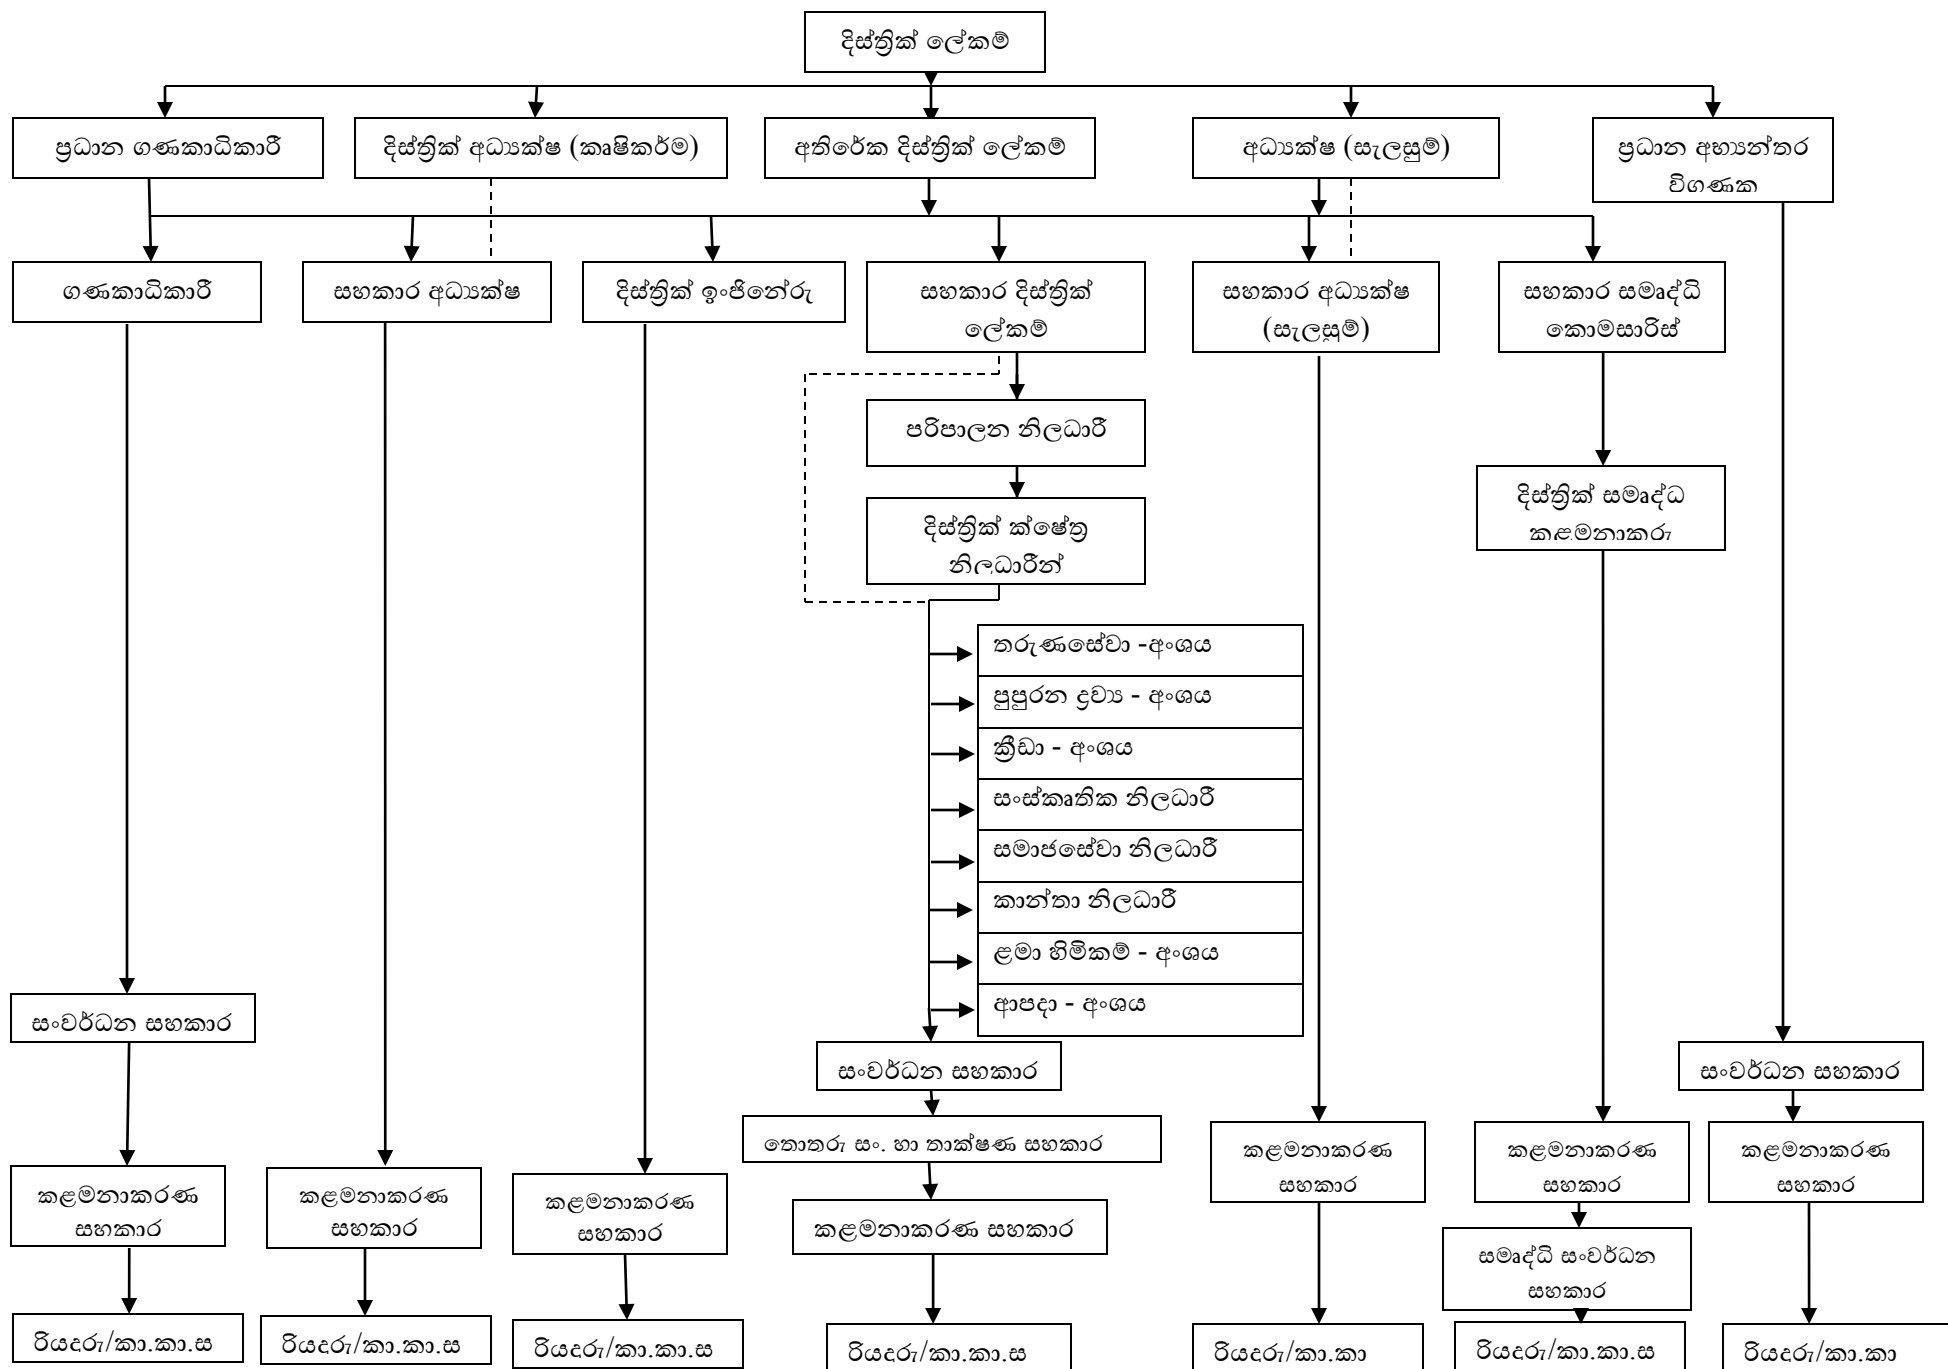 දිස්ත්‍රික් ලේකම්
ප්‍රධාන ගණකාධිකාරී
දිස්ත්‍රික් අධ්‍යක්ෂ (කෘෂිකර්ම)
අතිරේක දිස්ත්‍රික් ලේකම්
අධ්‍යක්ෂ (සැලසුම්)
ප්‍රධාන අභ්‍යන්තර
විගණක
ගණකාධිකාරී
සහකාර අධ්‍යක්ෂ
දිස්ත්‍රික් ඉංජිනේරු
සහකාර දිස්ත්‍රික්
ලේකම්
සහකාර අධ්‍යක්ෂ
(සැලසුම්)
සහකාර සමෘද්ධි
කොමසාරිස්
පරිපාලන නිලධාරී
දිස්ත්‍රික් සමෘද්ධ
කළමනාකරු
දිස්ත්‍රික් ක්ෂේත්‍ර
නිලධාරීන්
තරුණසේවා -අංශය
පුපුරන ද්‍රව්‍ය - අංශය
ක්‍රීඩා - අංශය
සංස්කෘතික නිලධාරී
සමාජසේවා නිලධාරී
කාන්තා නිලධාරී
ළමා හිමිකම් - අංශය
ආපදා - අංශය
සංවර්ධන සහකාර
සංවර්ධන සහකාර
සංවර්ධන සහකාර
තොතරු සං. හා තාක්ෂණ සහකාර
කළමනාකරණ
සහකාර
කළමනාකරණ
සහකාර
කළමනාකරණ
සහකාර
කළමනාකරණ සහකාර
කළමනාකරණ
සහකාර
කළමනාකරණ
සහකාර
කළමනාකරණ
සහකාර
සමෘද්ධි සංවර්ධන
සහකාර
රියදුරු/කා.කා.ස
රියදුරු/කා.කා.ස
රියදුරු/කා.කා.ස
රියදුරු/කා.කා.ස
රියදුරු/කා.කා
රියදුරු/කා.කා.ස
රියදුරු/කා.කා